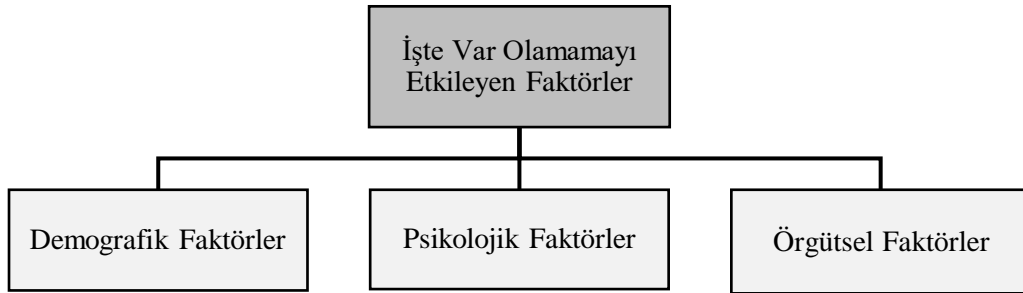 İşte Var Olamamayı
Etkileyen Faktörler
Demografik Faktörler
Psikolojik Faktörler
Örgütsel Faktörler